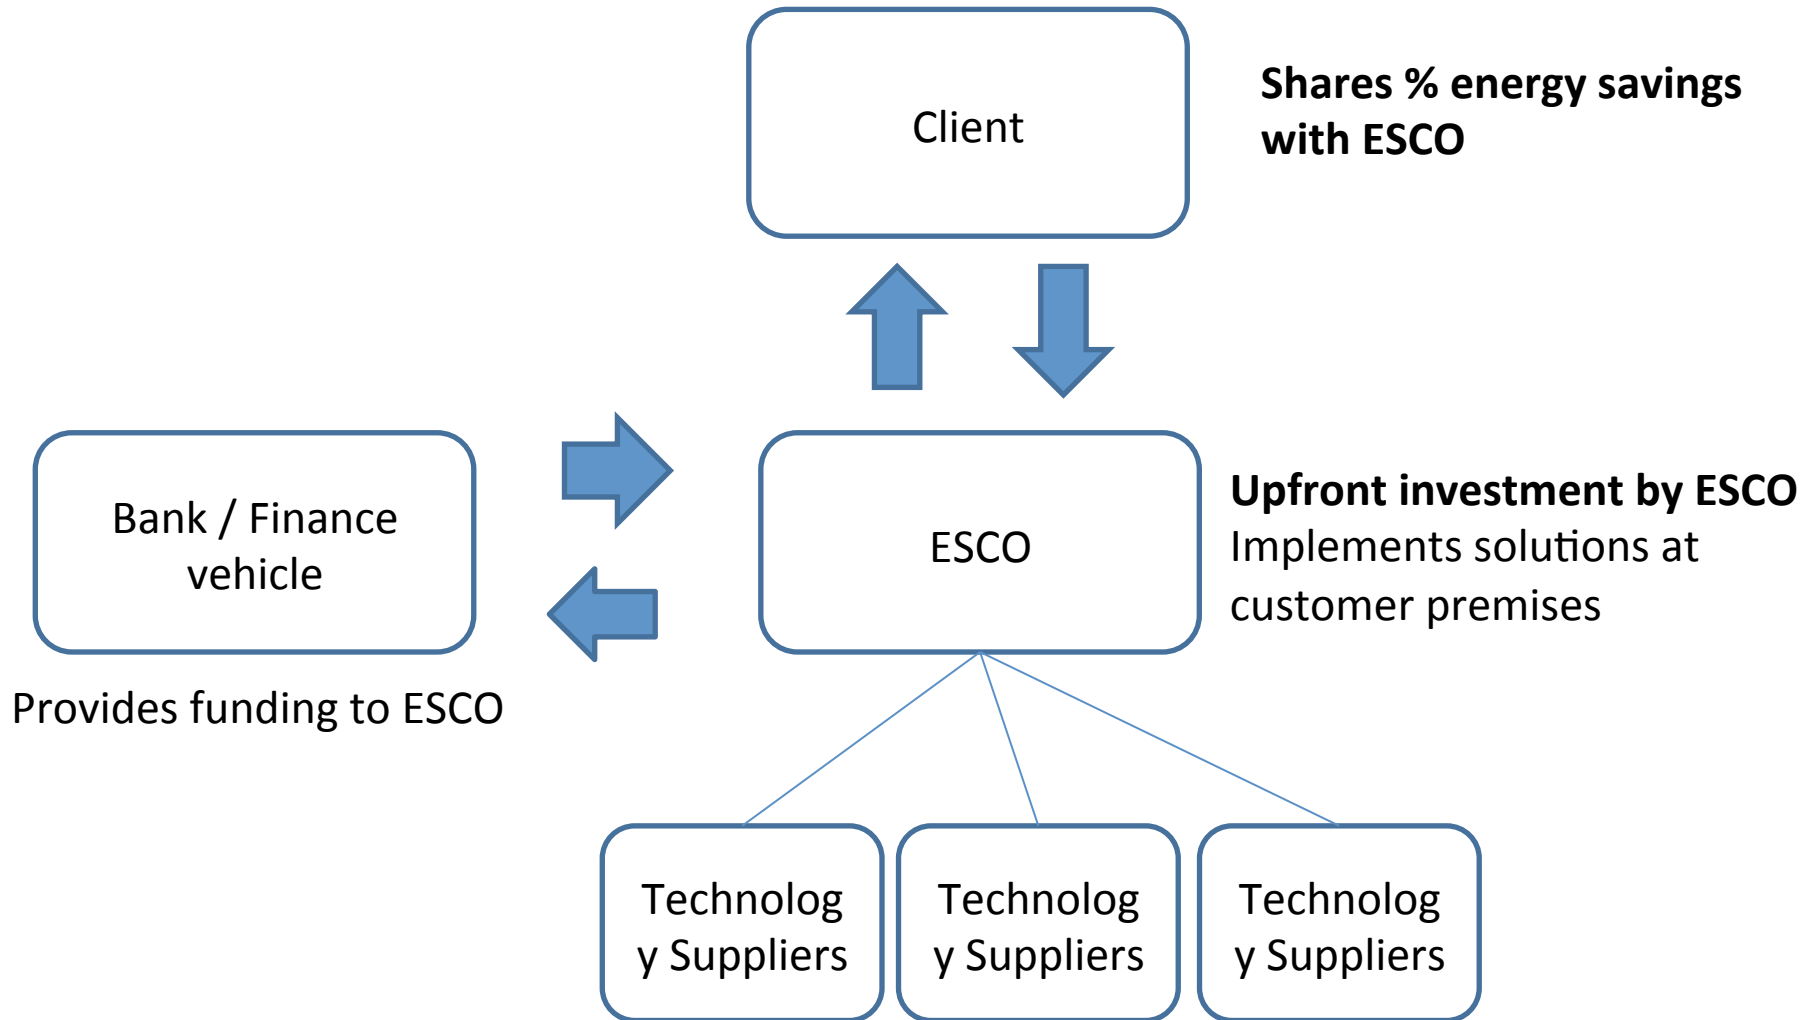 Client
Shares % energy savings
with ESCO
Bank / Finance
vehicle
ESCO
Upfront investment by ESCO
Implements solutions at
customer premises
Provides funding to ESCO
Technolog
y Suppliers
Technolog
y Suppliers
Technolog
y Suppliers